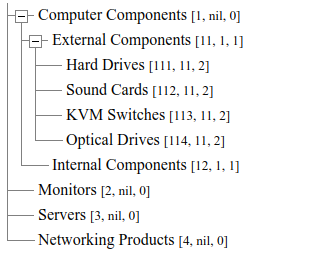 Computer Components [1, nil, 0]
External Components [11, 1, 1]
Hard Drives [111, 11, 2]
Sound Cards [112, 11, 2]
KVM Switches [113, 11, 2]
Optical Drives [114, 11, 2]
Internal Components [12, 1, 1]
Monitors [2, nil, 0]
Servers [3, nil, 0]
Networking Products [4, nil, 0]